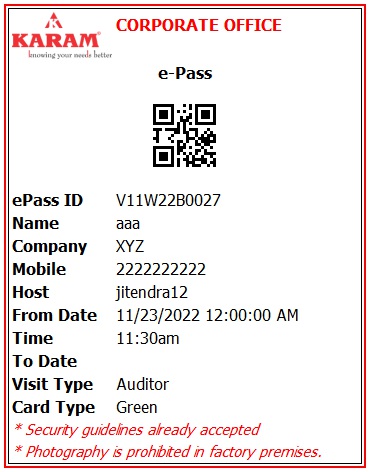 CORPORATE OFFICE
KARAM®
knowing your needs better
e-Pass
ePass ID V11W22B0027
Name aaa
Company XYZ
Mobile 2222222222
Host jitendra12
From Date 11/23/2022 12:00:00 AM
Time 11:30am
To Date
Visit Type Auditor
Card Type Green
* Security guidelines already accepted
* Photography is prohibited in factory premises.